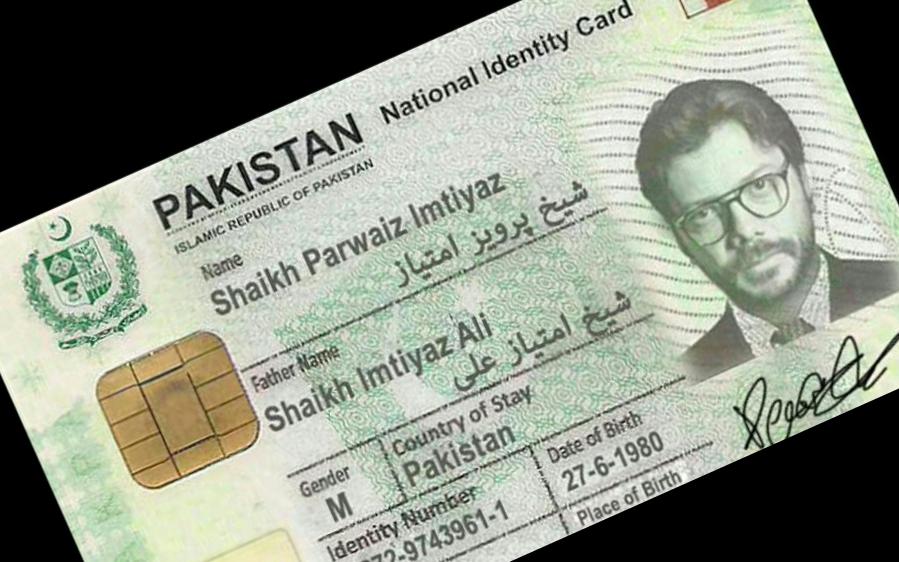 PAKISTAN National Identity Card
ISLAMIC REPUBLIC OF PAKISTAN
Name
Shaikh Parwaiz Imtiyaz
شیخ پرویز امتیاز
Father Name
Shaikh Imtiyaz Ali
شیخ امتیاز علی
Gender
M
Country of Stay
Pakistan
Identity Number
72-9743961-1
Date of Birth
27-6-1980
Place of Birth